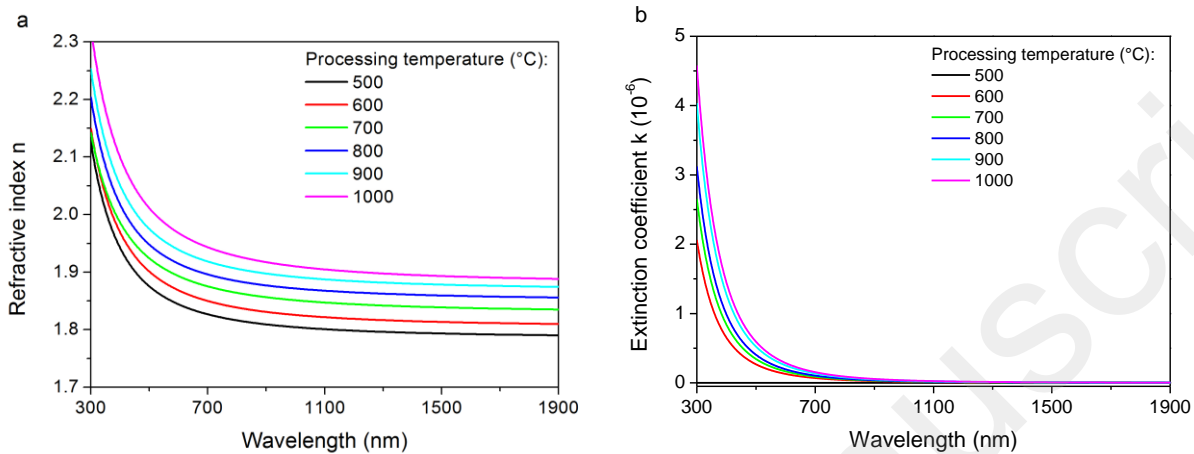 a
2.3
2.2
2.1
2.0
1.9
1.8
1.7
Refractive index n
Processing temperature (°C):
500
600
700
800
900
1000
300 700 1100 1500 1900
Wavelength (nm)
b
5
4
3
2
1
0
Extinction coefficient k (10⁻⁶)
Processing temperature (°C):
500
600
700
800
900
1000
300 700 1100 1500 1900
Wavelength (nm)
uscri